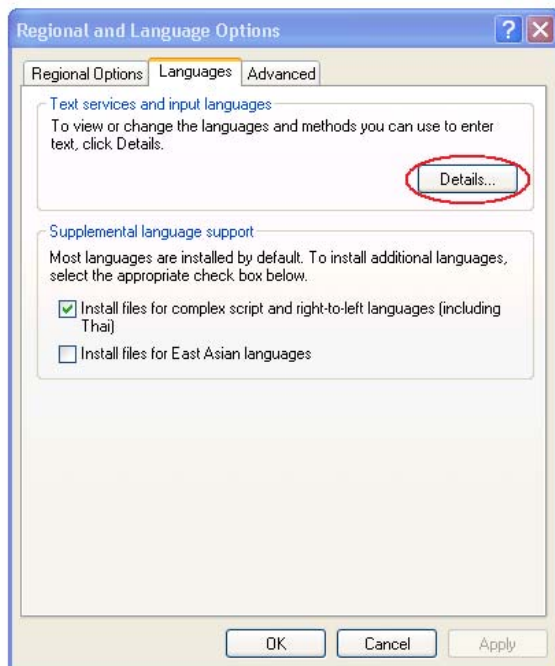 Regional and Language Options
Regional Options Languages Advanced
Text services and input languages
To view or change the languages and methods you can use to enter
text, click Details.
Details...
Supplemental language support
Most languages are installed by default. To install additional languages,
select the appropriate check box below.
Install files for complex script and right-to-left languages (including
Thai)
Install files for East Asian languages
OK Cancel Apply